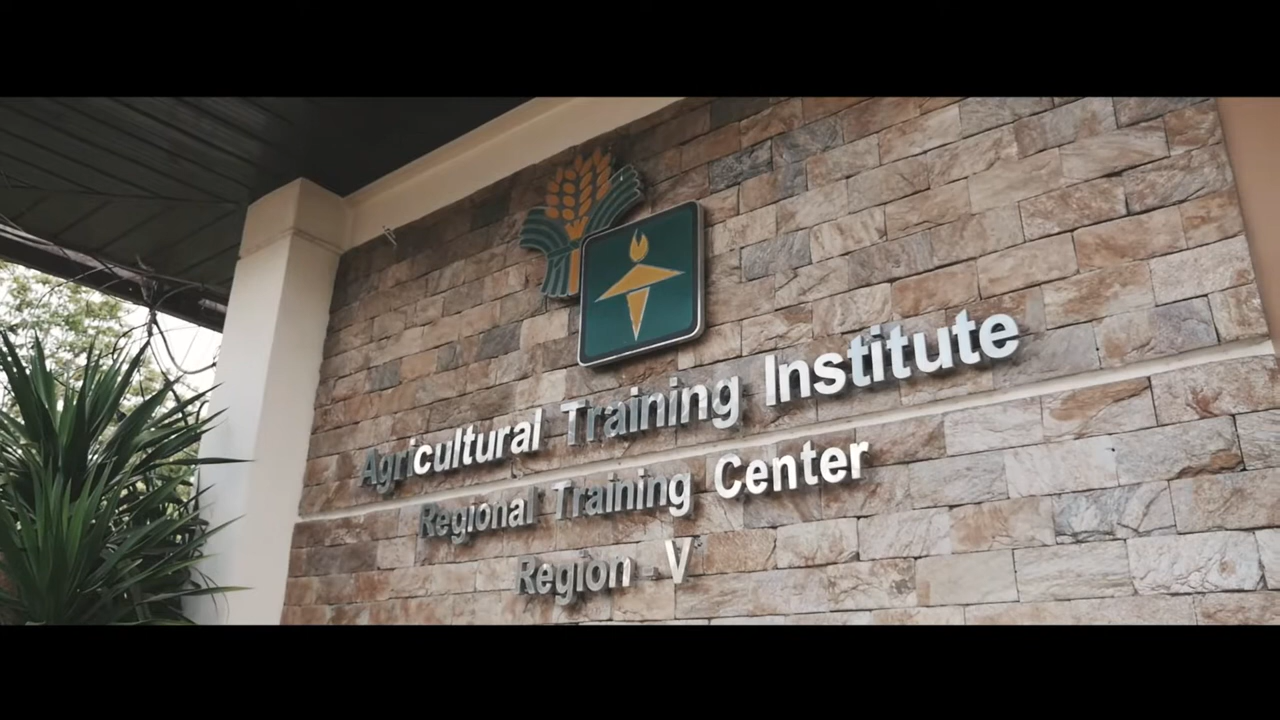 Agricultural Training Institute
Regional Training Center
Region - V